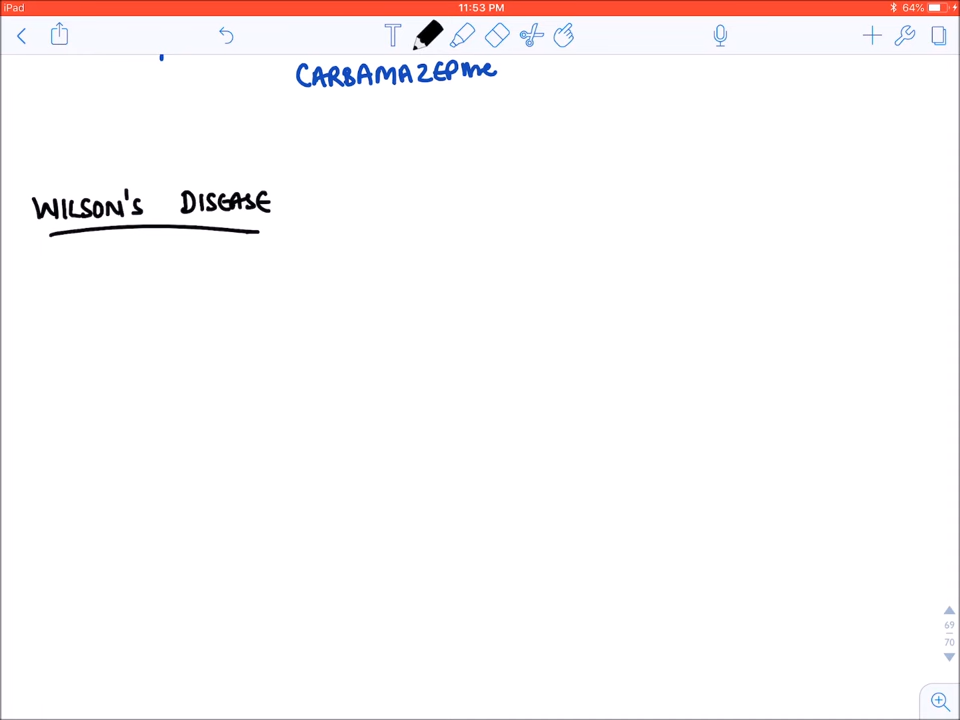 iPad 11:53 PM 64%
T
CARBAMAZEPINE
WILSON'S DISEASE
69
70